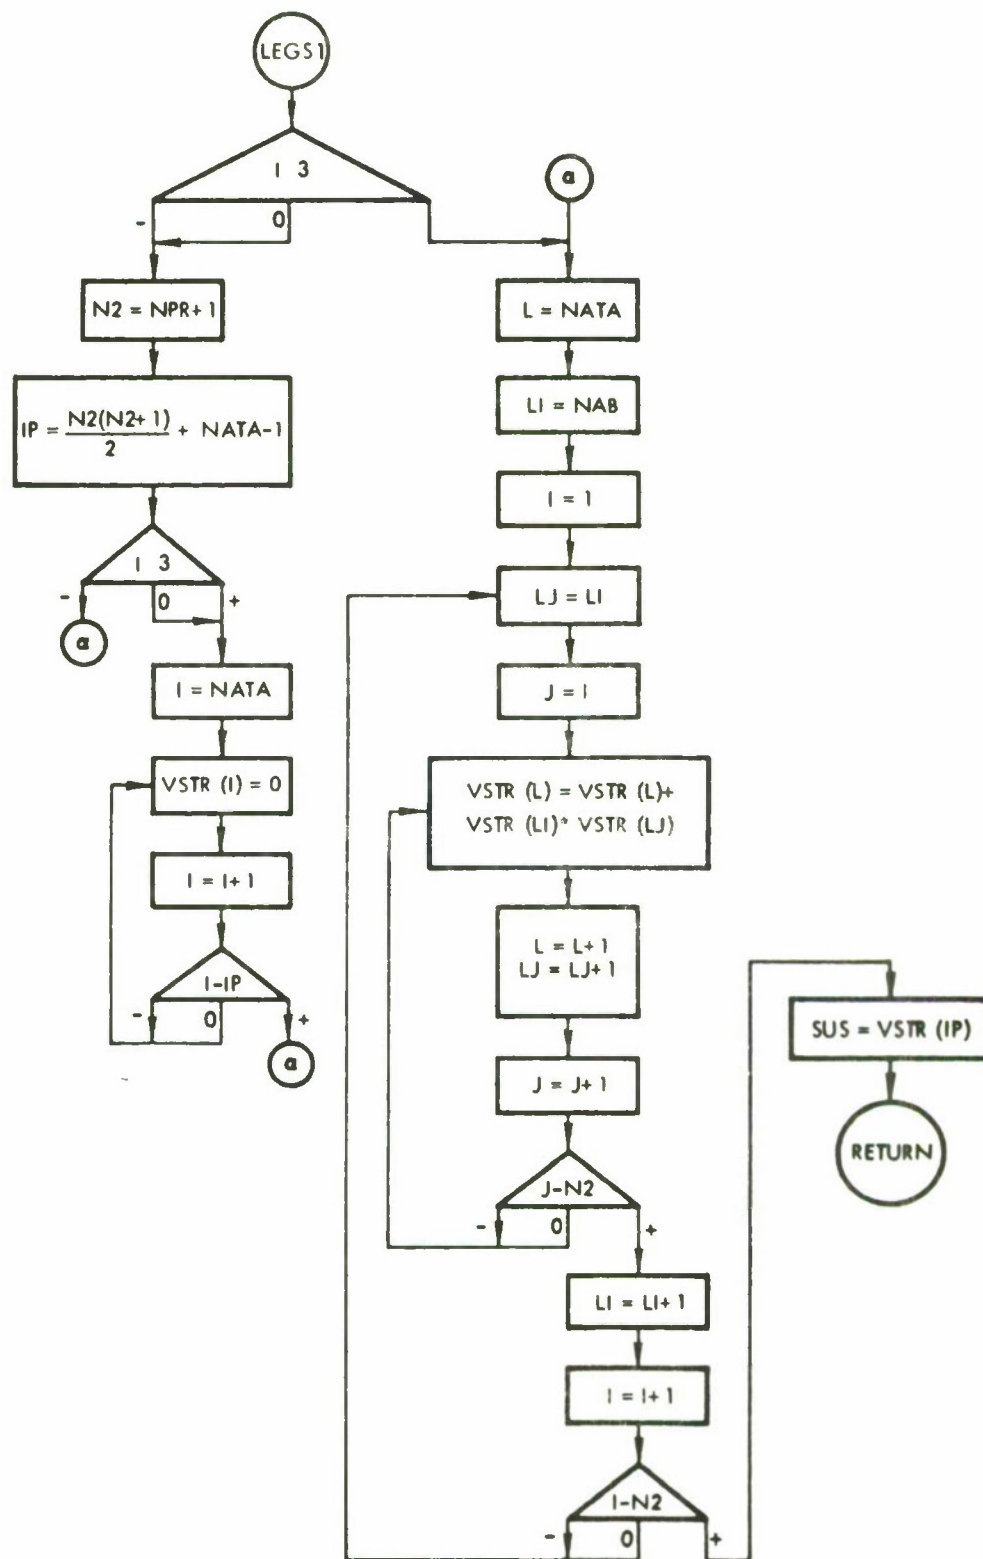 LEGS1
I 3
-
0
α
N2 = NPR+1
IP = N2(N2+1)/2 + NATA-1
I 3
-
0
+
α
I = NATA
VSTR (I) = 0
I = I+1
I-IP
-
0
+
α
L = NATA
LI = NAB
I = 1
LJ = LI
J = I
VSTR (L) = VSTR (L)+
VSTR (LI)* VSTR (LJ)
L = L+1
LJ = LJ+1
J = J+1
J-N2
-
0
+
LI = LI+1
I = I+1
I-N2
-
0
+
SUS = VSTR (IP)
RETURN